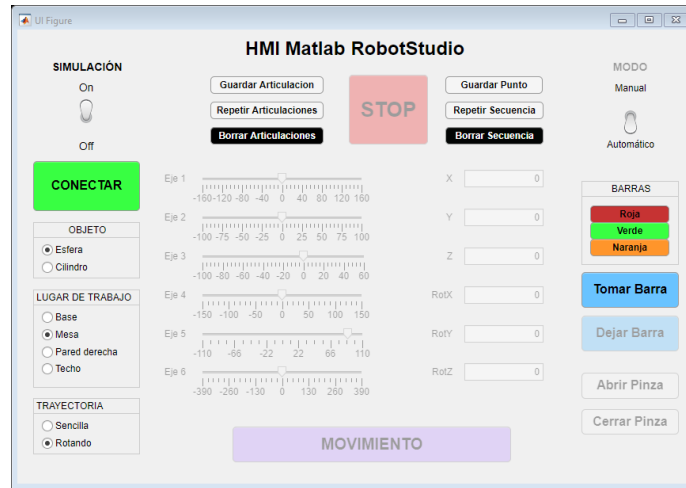 UI Figure
HMI Matlab RobotStudio
SIMULACIÓN
On
Off
CONECTAR
OBJETO
Esfera
Cilindro
LUGAR DE TRABAJO
Base
Mesa
Pared derecha
Techo
TRAYECTORIA
Sencilla
Rotando
Guardar Articulacion
Repetir Articulaciones
Borrar Articulaciones
STOP
Guardar Punto
Repetir Secuencia
Borrar Secuencia
Eje 1
-160 -120 -80 -40 0 40 80 120 160
Eje 2
-100 -75 -50 -25 0 25 50 75 100
Eje 3
-100 -80 -60 -40 -20 0 20 40 60
Eje 4
-150 -100 -50 0 50 100 150
Eje 5
-110 -66 -22 22 66 110
Eje 6
-390 -260 -130 0 130 260 390
X 0
Y 0
Z 0
RotX 0
RotY 0
RotZ 0
MOVIMIENTO
MODO
Manual
Automático
BARRAS
Roja
Verde
Naranja
Tomar Barra
Dejar Barra
Abrir Pinza
Cerrar Pinza